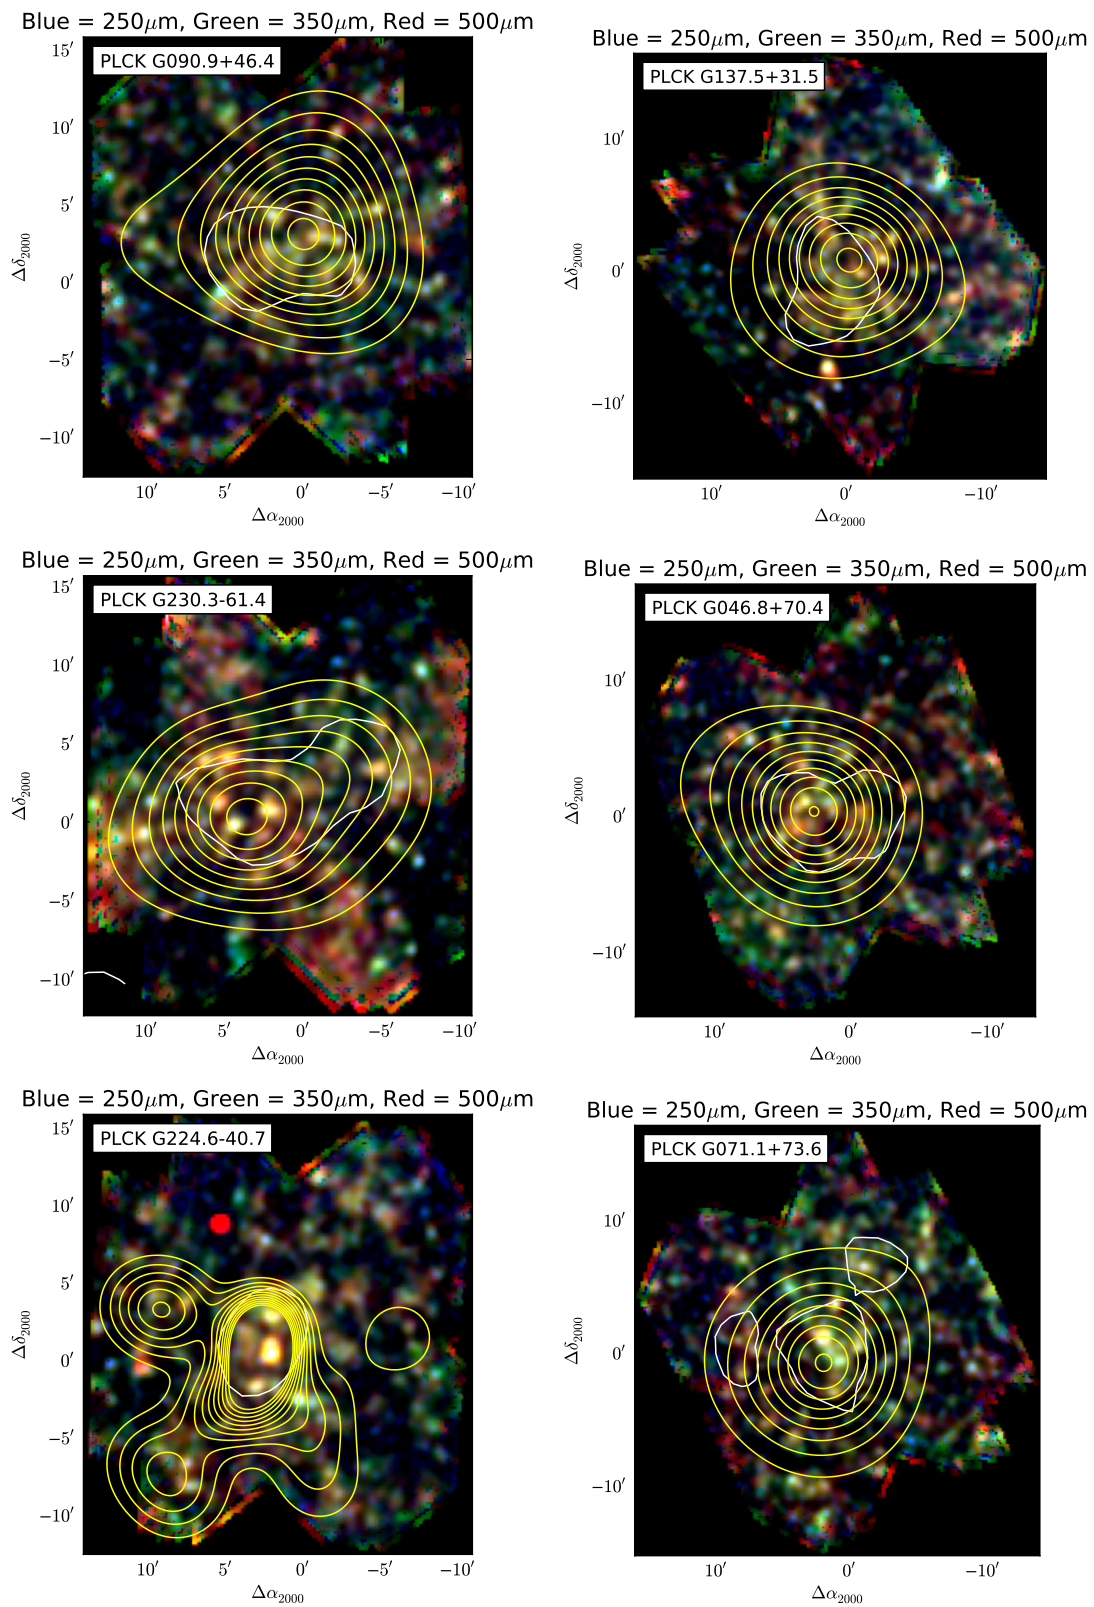 Blue = 250μm, Green = 350μm, Red = 500μm
PLCK G090.9+46.4
15′
10′
5′
0′
−5′
−10′
Δδ2000
10′ 5′ 0′ −5′ −10′
Δα2000
Blue = 250μm, Green = 350μm, Red = 500μm
PLCK G137.5+31.5
10′
0′
−10′
Δδ2000
10′ 0′ −10′
Δα2000
Blue = 250μm, Green = 350μm, Red = 500μm
PLCK G230.3-61.4
15′
10′
5′
0′
−5′
−10′
Δδ2000
10′ 5′ 0′ −5′ −10′
Δα2000
Blue = 250μm, Green = 350μm, Red = 500μm
PLCK G046.8+70.4
10′
0′
−10′
Δδ2000
10′ 0′ −10′
Δα2000
Blue = 250μm, Green = 350μm, Red = 500μm
PLCK G224.6-40.7
15′
10′
5′
0′
−5′
−10′
Δδ2000
10′ 5′ 0′ −5′ −10′
Δα2000
Blue = 250μm, Green = 350μm, Red = 500μm
PLCK G071.1+73.6
10′
0′
−10′
Δδ2000
10′ 0′ −10′
Δα2000